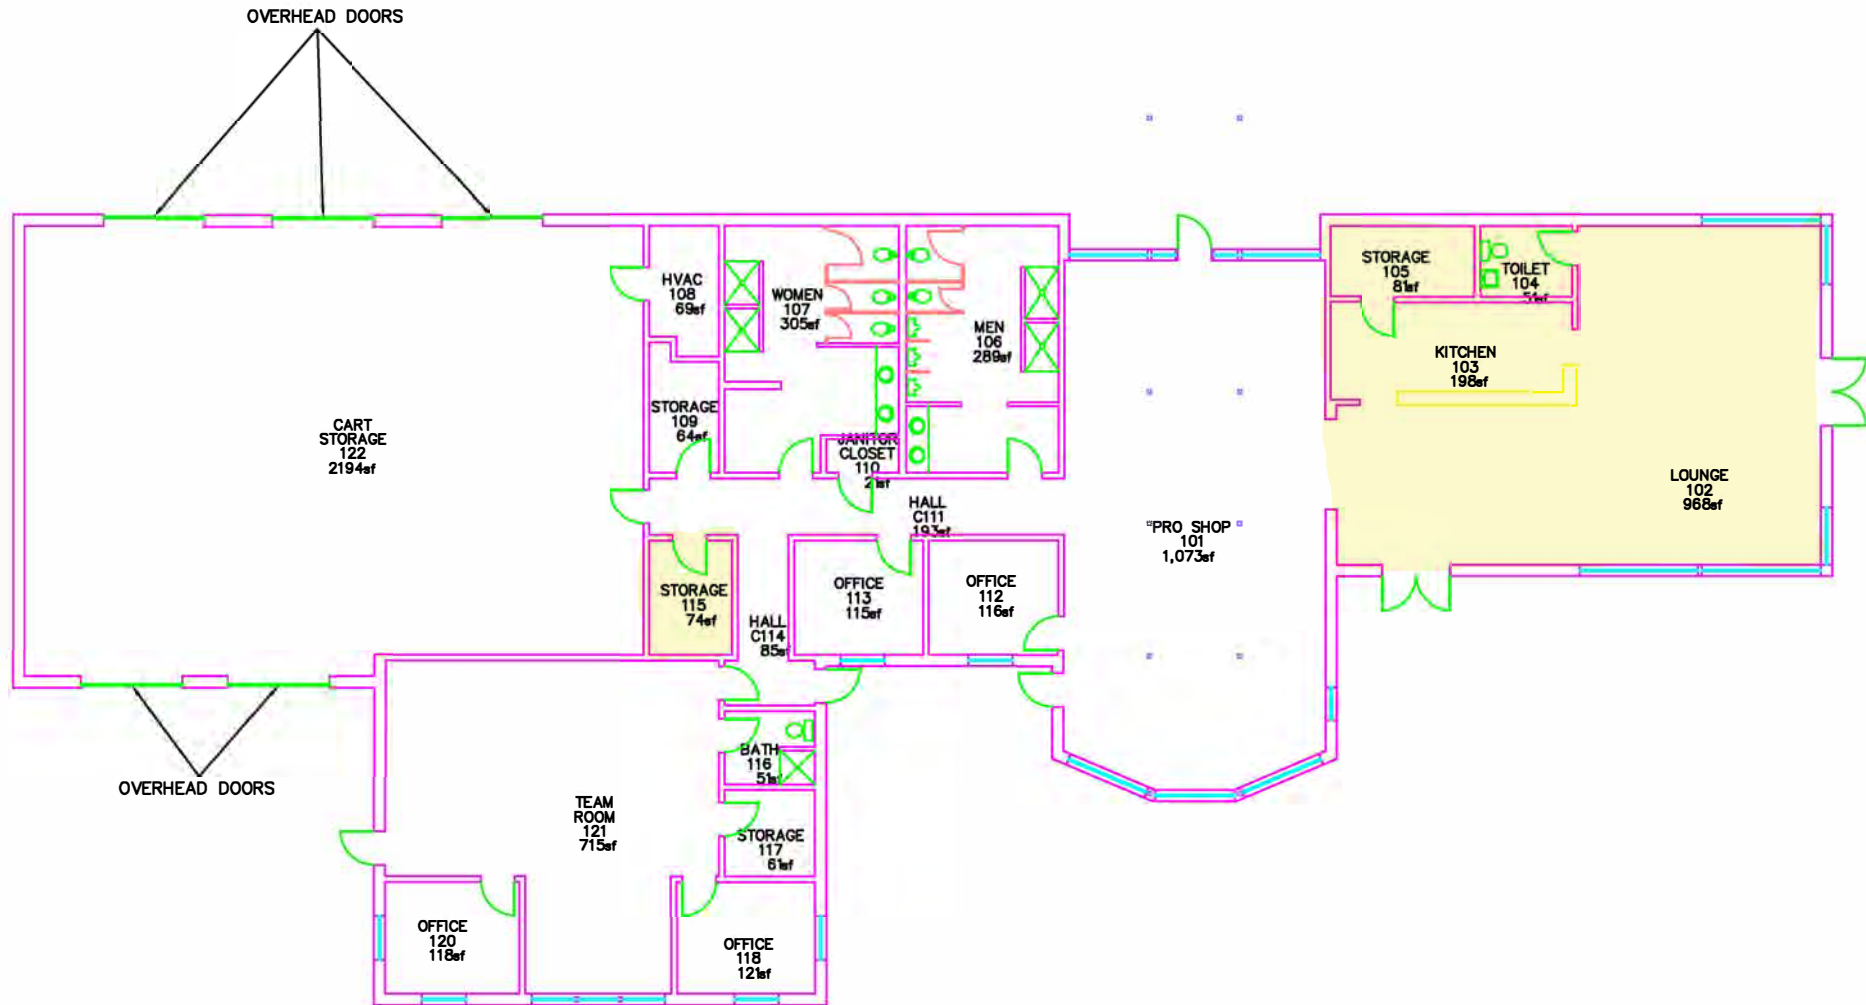 OVERHEAD DOORS
HVAC
108
69sf
WOMEN
107
305sf
MEN
106
289sf
STORAGE
105
81sf
TOILET
104
51sf
KITCHEN
103
198sf
CART
STORAGE
122
2194sf
STORAGE
109
64sf
JANITOR
CLOSET
110
21sf
HALL
C111
193sf
PRO SHOP
101
1,073sf
LOUNGE
102
968sf
STORAGE
115
74sf
HALL
C114
85sf
OFFICE
113
115sf
OFFICE
112
116sf
OVERHEAD DOORS
BATH
116
51sf
TEAM
ROOM
121
715sf
STORAGE
117
61sf
OFFICE
120
118sf
OFFICE
118
121sf